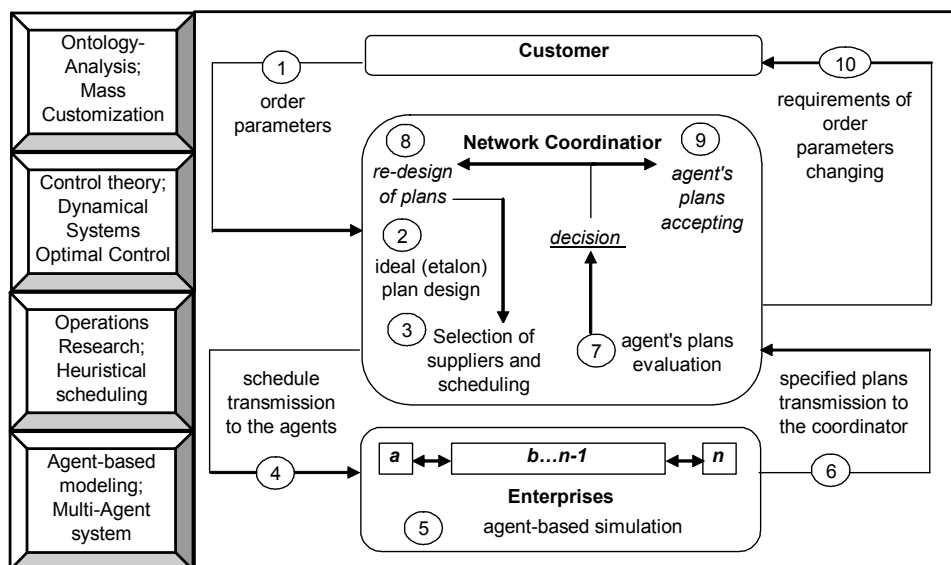 Ontology-
Analysis;
Mass
Customization
Control theory;
Dynamical
Systems
Optimal Control
Operations
Research;
Heuristical
scheduling
Agent-based
modeling;
Multi-Agent
system
Customer
1
order
parameters
10
requirements of
order
parameters
changing
Network Coordinatior
8
re-design
of plans
9
agent's
plans
accepting
2
ideal (etalon)
plan design
decision
3
Selection of
suppliers and
scheduling
7
agent's plans
evaluation
schedule
transmission
to the agents
4
specified plans
transmission to
the coordinator
6
a
b...n-1
n
Enterprises
5
agent-based simulation